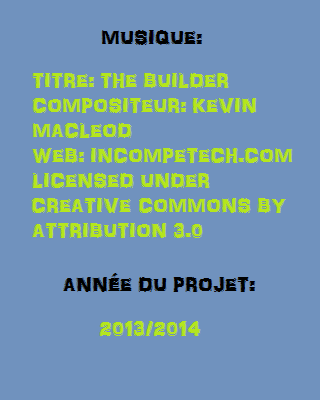 MUSIQUE:
TITRE: THE BUILDER
COMPOSITEUR: KEVIN
MACLEOD
WEB: INCOMPETECH.COM
LICENSED UNDER
CREATIVE COMMONS BY
ATTRIBUTION 3.0
ANNÉE DU PROJET:
2013/2014